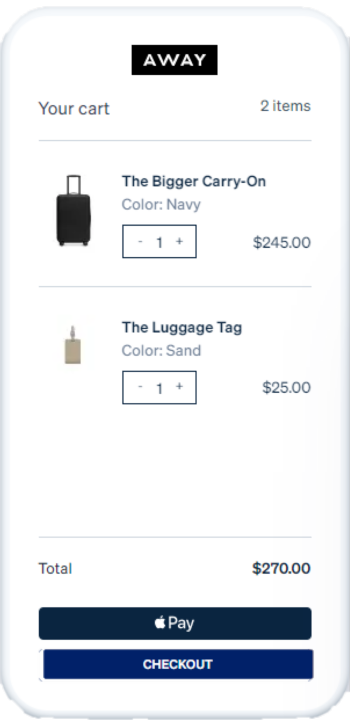 AWAY
Your cart 2 items
The Bigger Carry-On
Color: Navy
- 1 + $245.00
The Luggage Tag
Color: Sand
- 1 + $25.00
Total $270.00
Pay
CHECKOUT